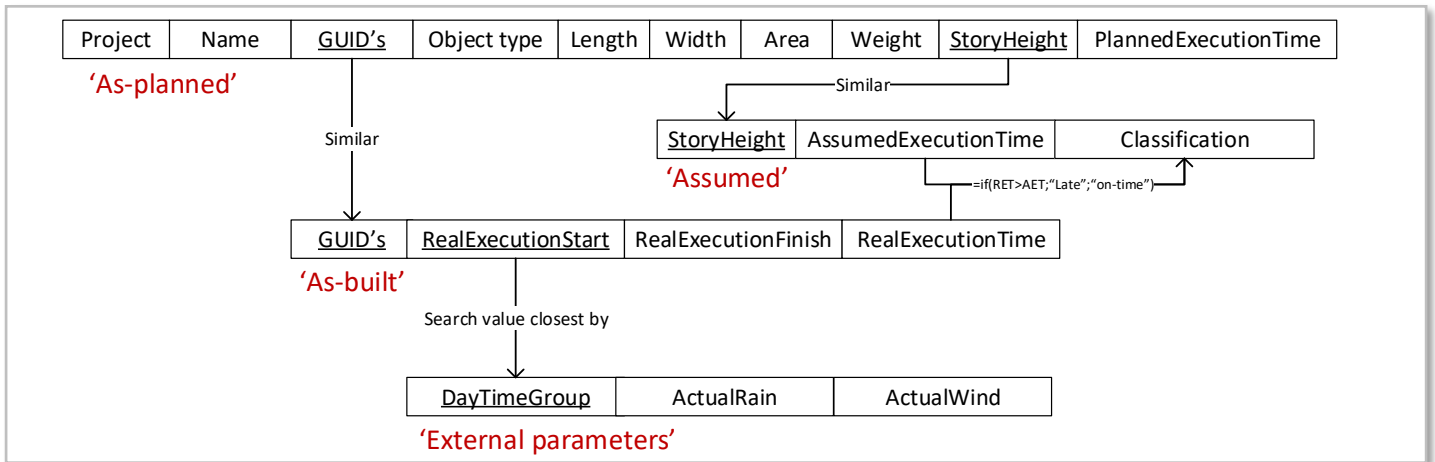 Project Name GUID's Object type Length Width Area Weight StoryHeight PlannedExecutionTime
‘As-planned’
Similar
Similar
StoryHeight AssumedExecutionTime Classification
‘Assumed’
=if(RET>AET;“Late”;“on-time”)
GUID's RealExecutionStart RealExecutionFinish RealExecutionTime
‘As-built’
Search value closest by
DayTimeGroup ActualRain ActualWind
‘External parameters’